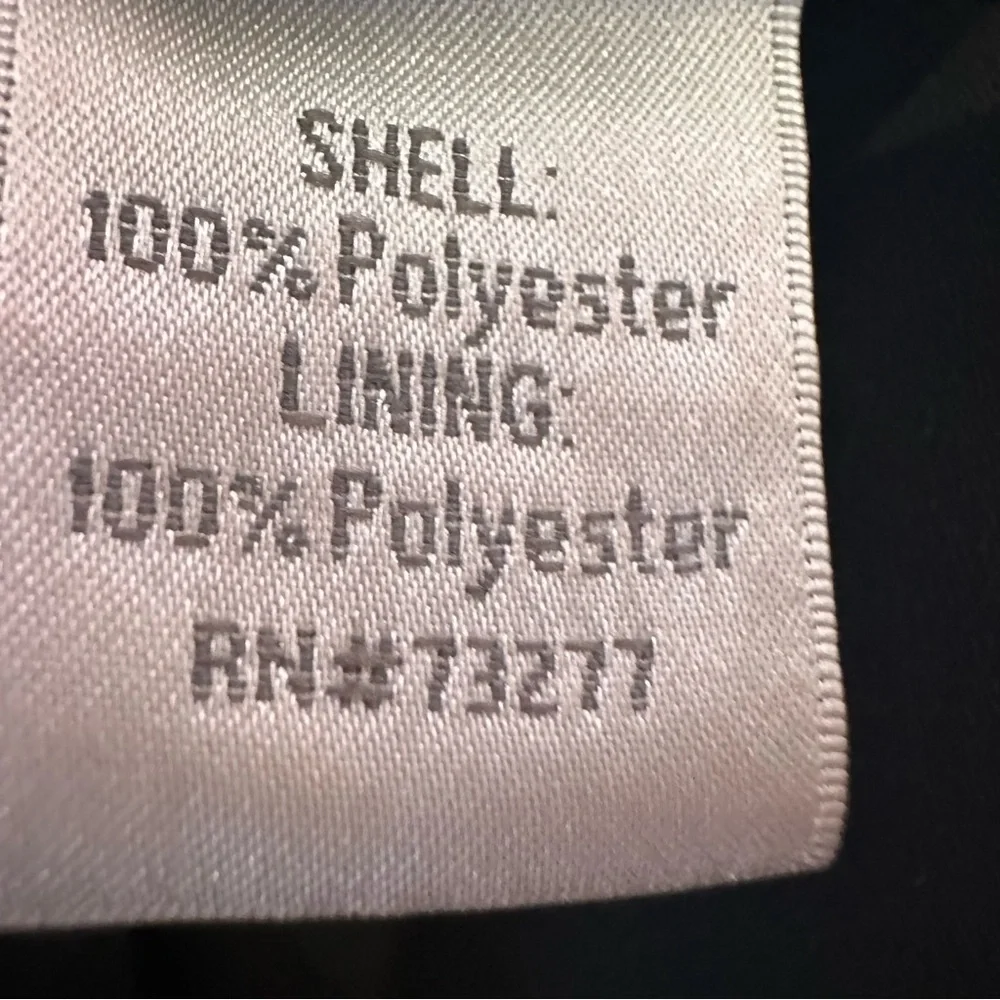 SHELL:
100% Polyester
LINING:
100% Polyester
RN#73277